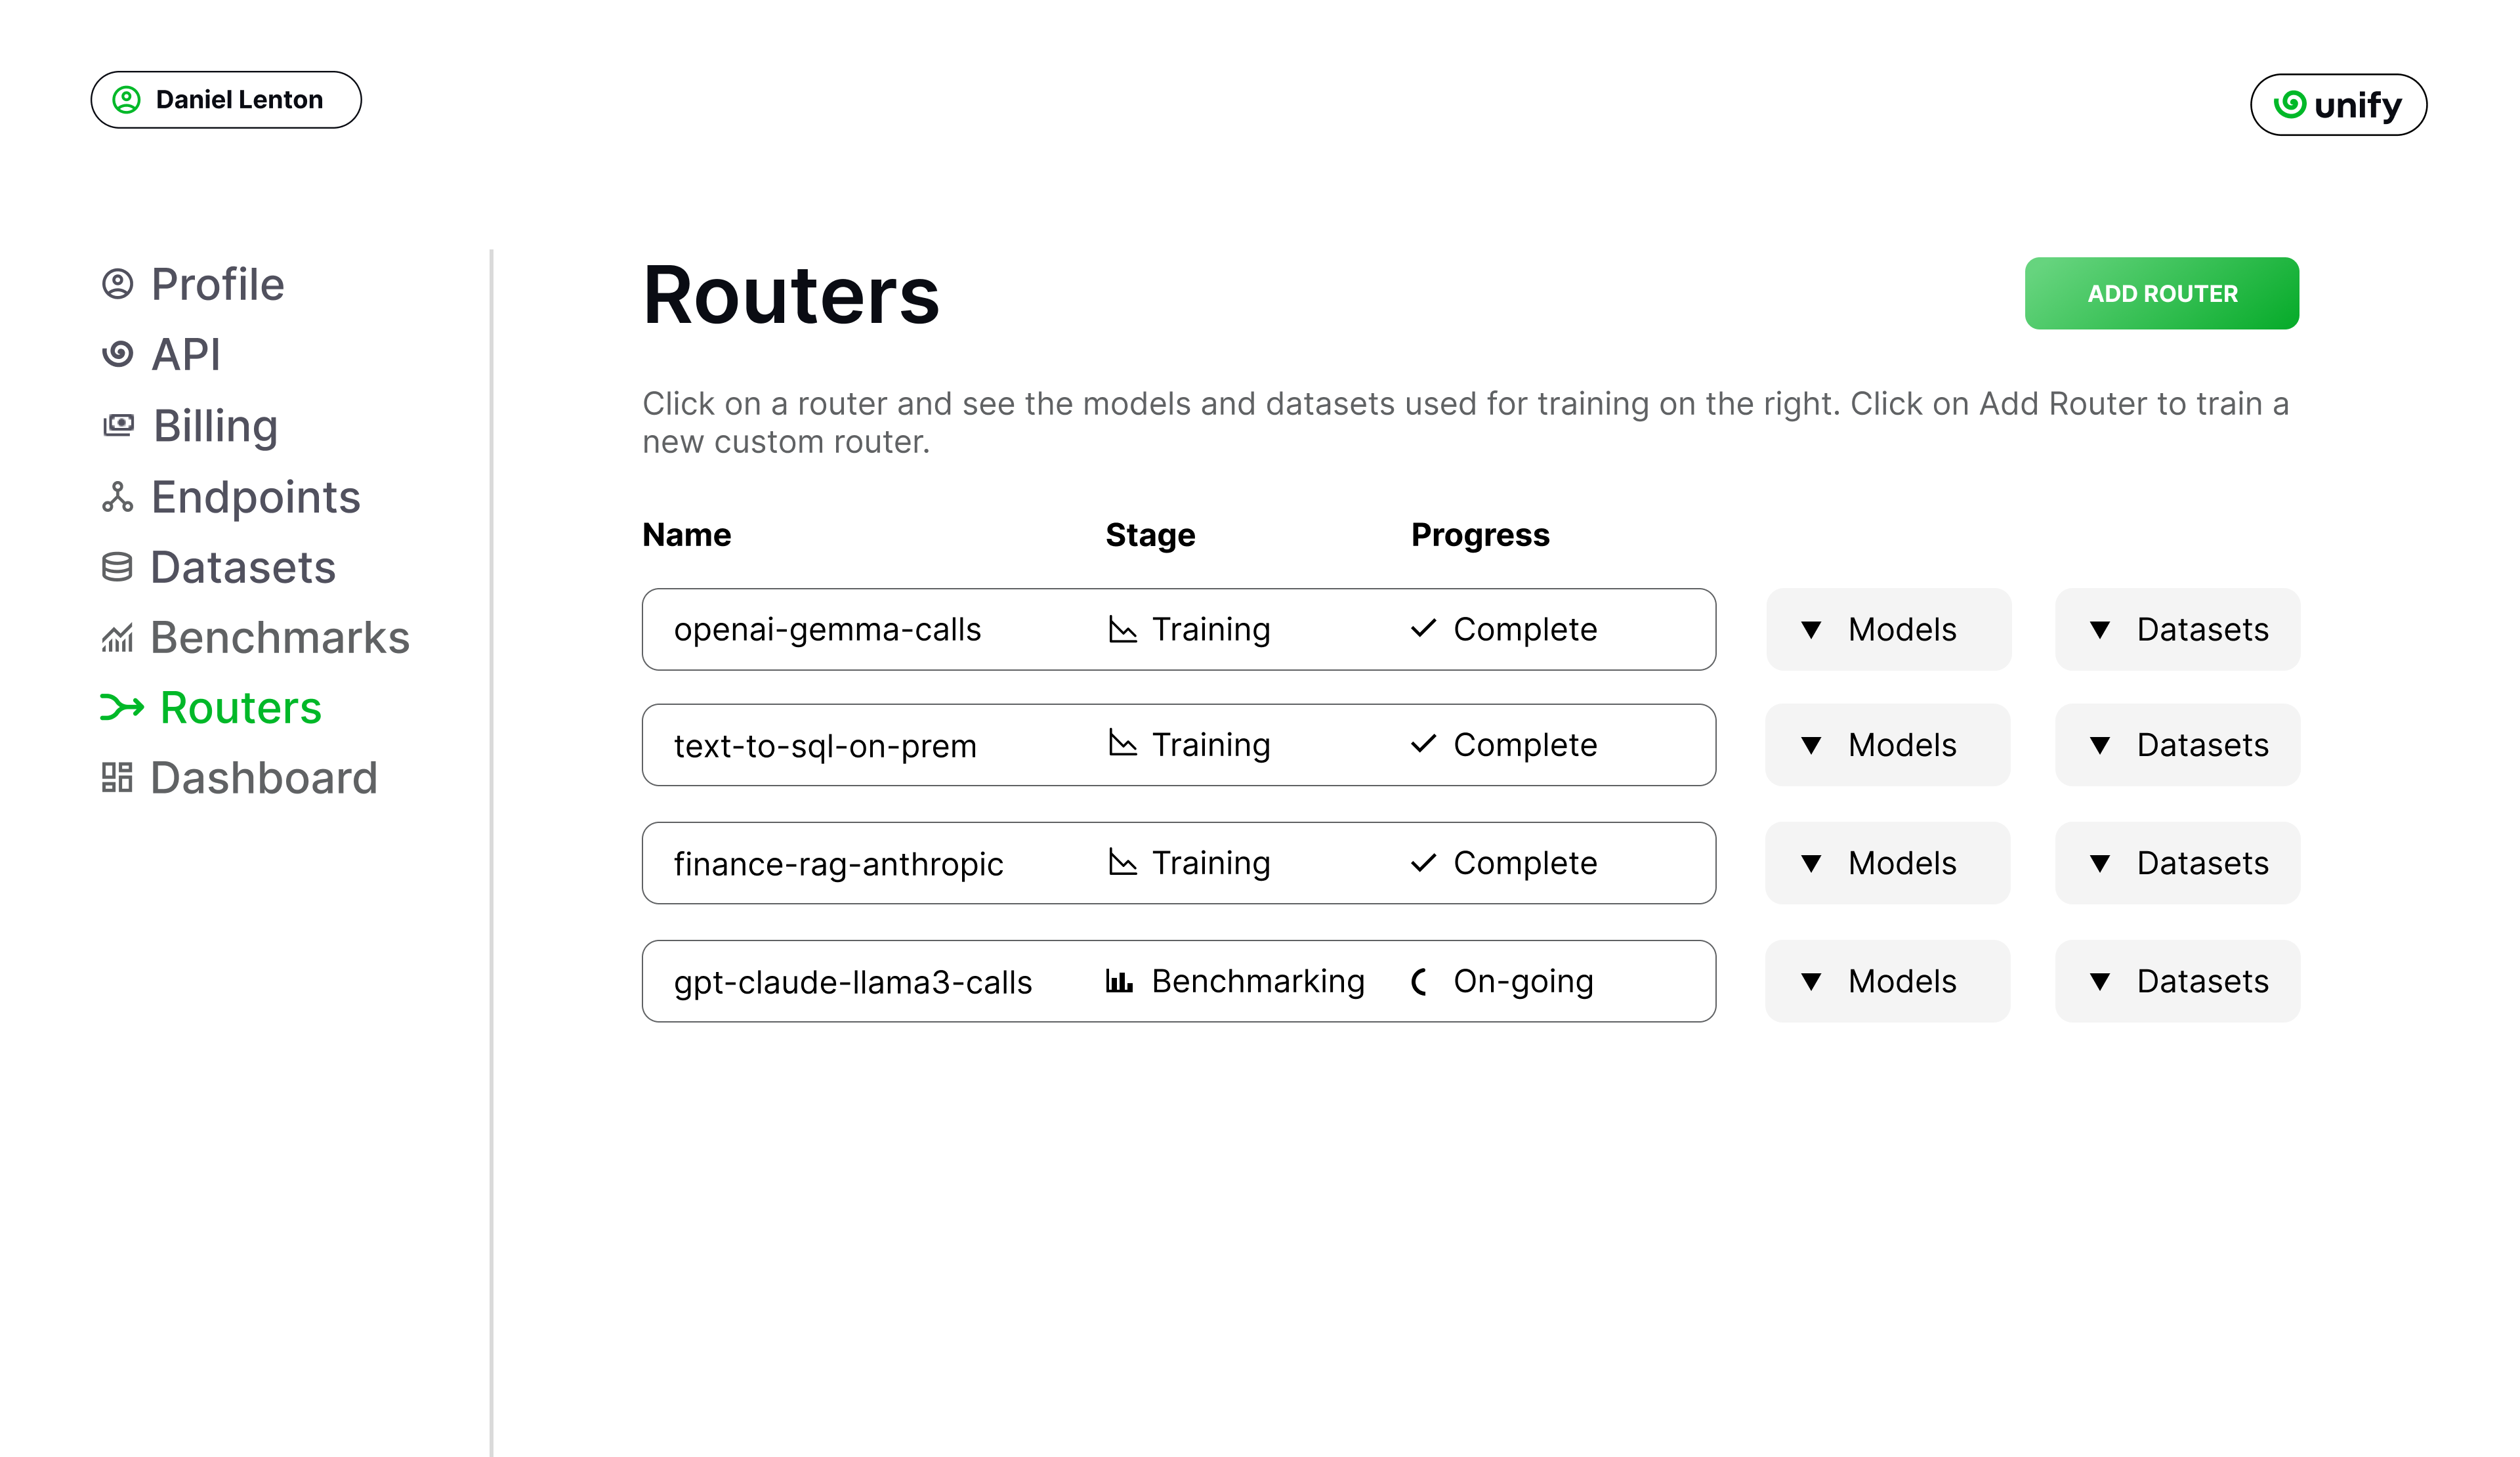 Daniel Lenton
unify
Profile
API
Billing
Endpoints
Datasets
Benchmarks
Routers
Dashboard
Routers
ADD ROUTER
Click on a router and see the models and datasets used for training on the right. Click on Add Router to train a
new custom router.
Name Stage Progress
openai-gemma-calls Training Complete Models Datasets
text-to-sql-on-prem Training Complete Models Datasets
finance-rag-anthropic Training Complete Models Datasets
gpt-claude-llama3-calls Benchmarking On-going Models Datasets